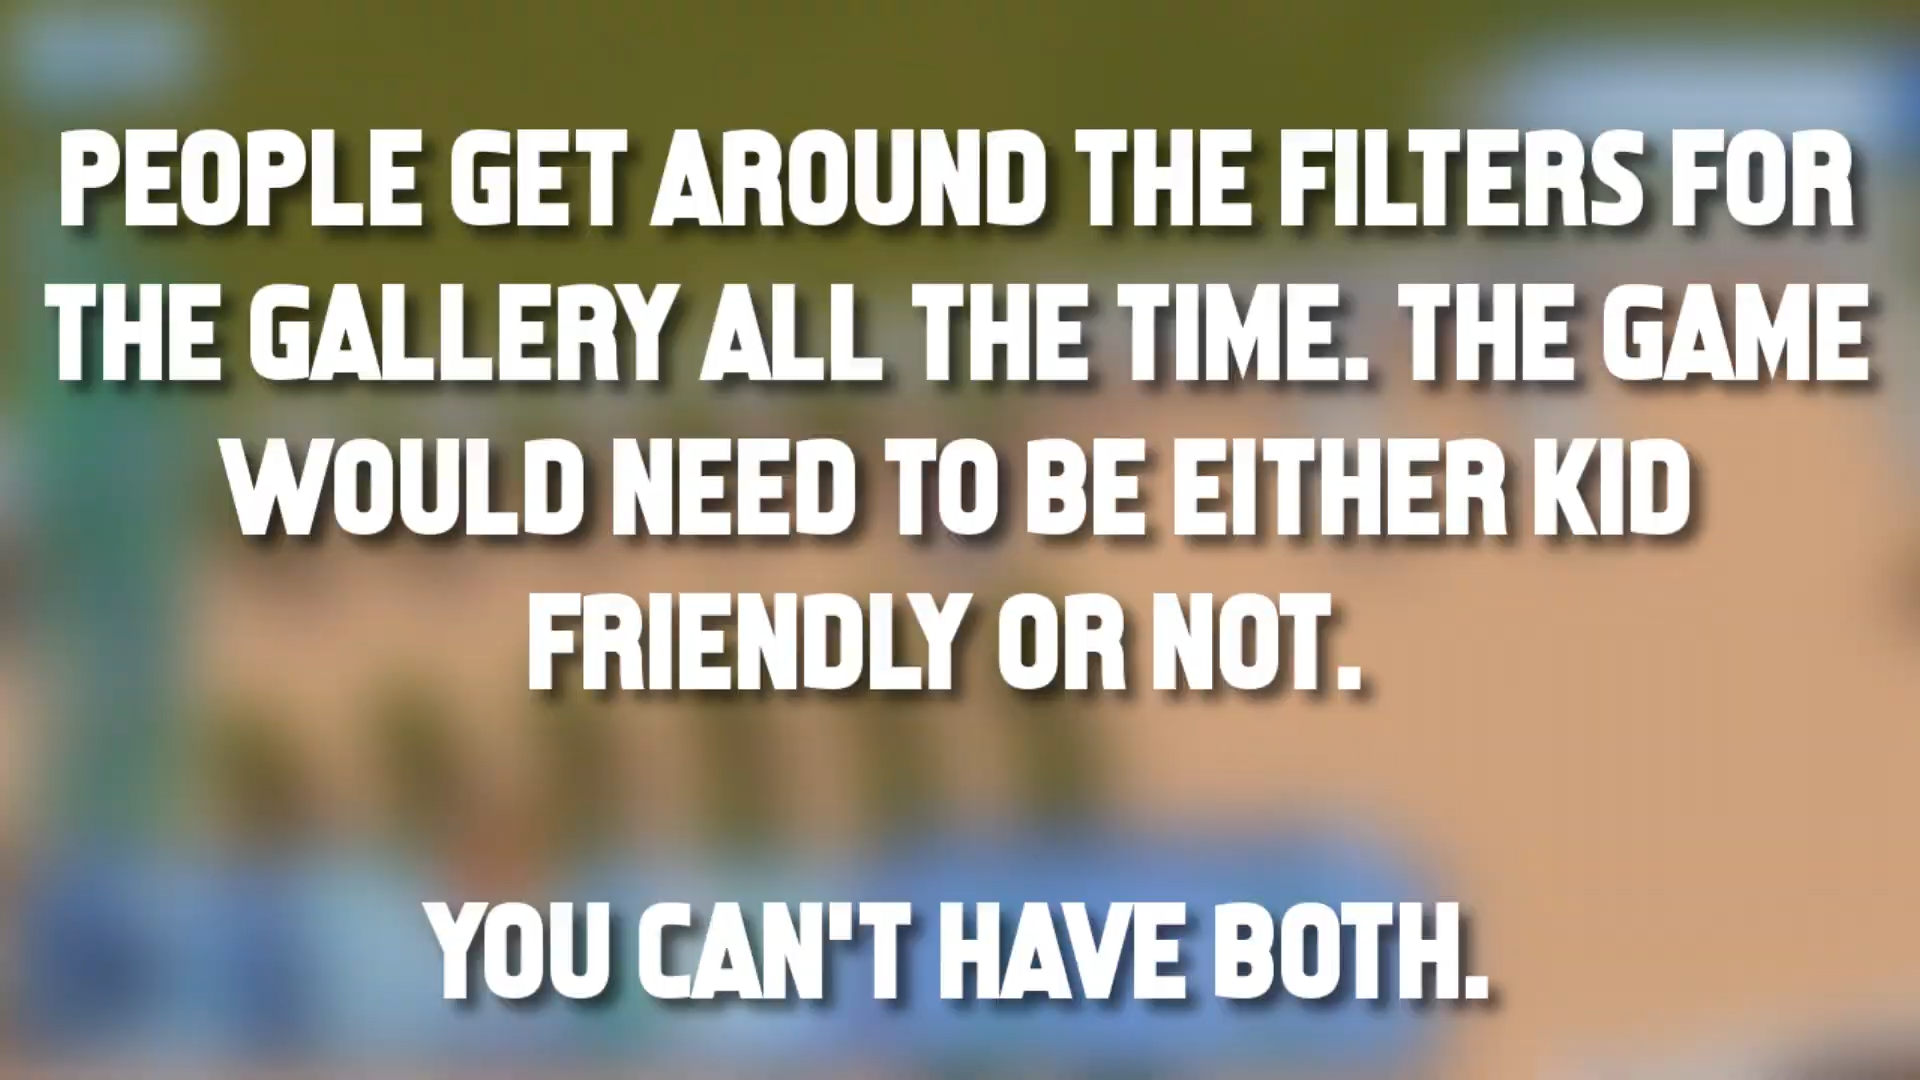 PEOPLE GET AROUND THE FILTERS FOR
THE GALLERY ALL THE TIME. THE GAME
WOULD NEED TO BE EITHER KID
FRIENDLY OR NOT.
YOU CAN'T HAVE BOTH.